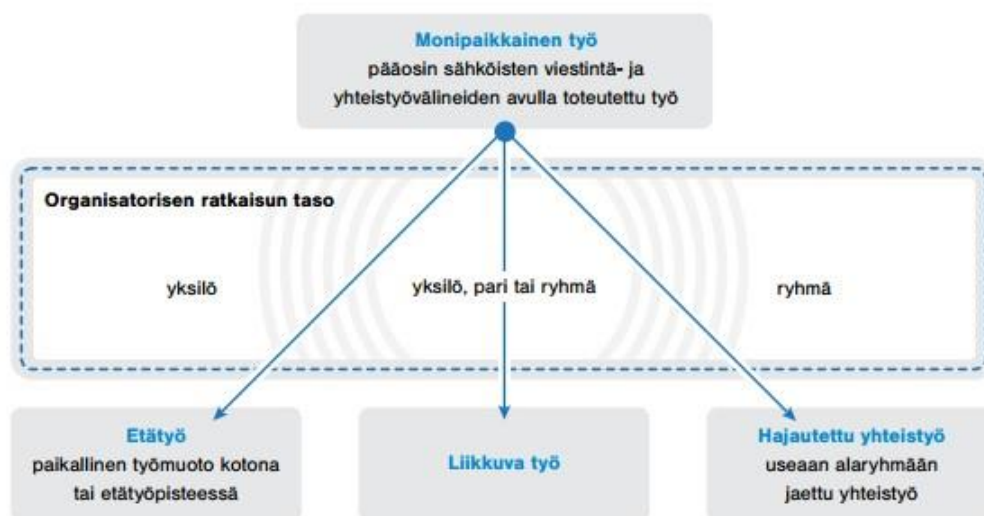 Monipaikkainen työ
pääosin sähköisten viestintä- ja
yhteistyövälineiden avulla toteutettu työ
Organisatorisen ratkaisun taso
yksilö
yksilö, pari tai ryhmä
ryhmä
Etätyö
paikallinen työmuoto kotona
tai etätyöpisteessä
Liikkuva työ
Hajautettu yhteistyö
useaan alaryhmään
jaettu yhteistyö